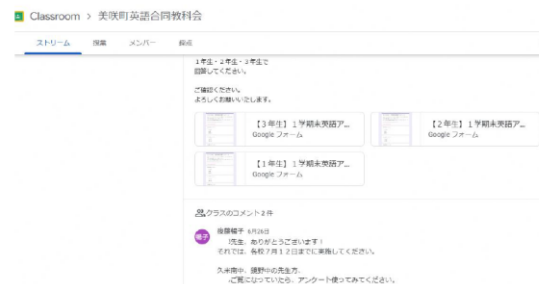 Classroom > 美咲町英語合同教科会
ストリーム 授業 メンバー 採点
1年生・2年生・3年生で
回答してください。
ご確認ください。
よろしくお願いいたします。
【3年生】1学期末英語ア...
Google フォーム
【2年生】1学期末英語ア...
Google フォーム
【1年生】1学期末英語ア...
Google フォーム
クラスのコメント 2 件
6月26日
先生、ありがとうございます！
それでは、各校7月12日までに実施してください。
久米南中、旭野中の先生方、
ご覧になっていたら、アンケート使ってみてください。